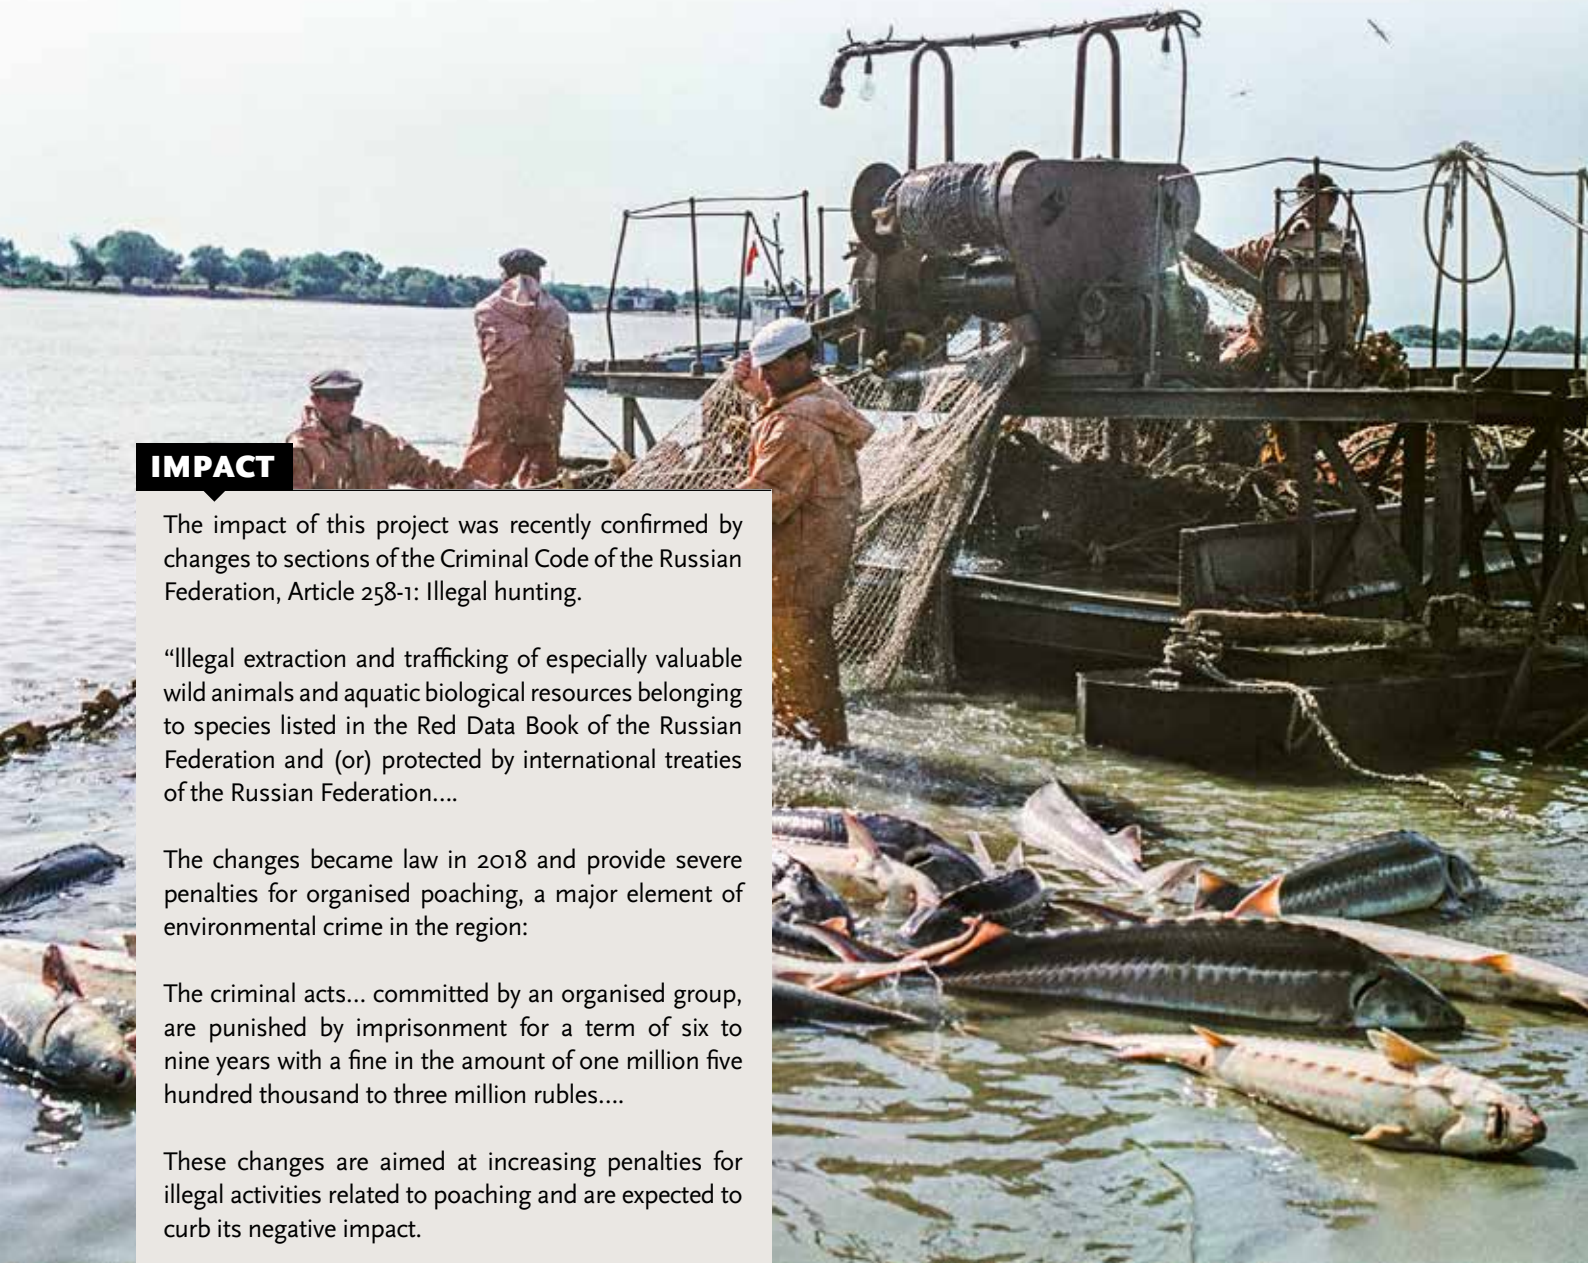 IMPACT
The impact of this project was recently confirmed by
changes to sections of the Criminal Code of the Russian
Federation, Article 258-1: Illegal hunting.
“Illegal extraction and trafficking of especially valuable
wild animals and aquatic biological resources belonging
to species listed in the Red Data Book of the Russian
Federation and (or) protected by international treaties
of the Russian Federation....
The changes became law in 2018 and provide severe
penalties for organised poaching, a major element of
environmental crime in the region:
The criminal acts... committed by an organised group,
are punished by imprisonment for a term of six to
nine years with a fine in the amount of one million five
hundred thousand to three million rubles....
These changes are aimed at increasing penalties for
illegal activities related to poaching and are expected to
curb its negative impact.